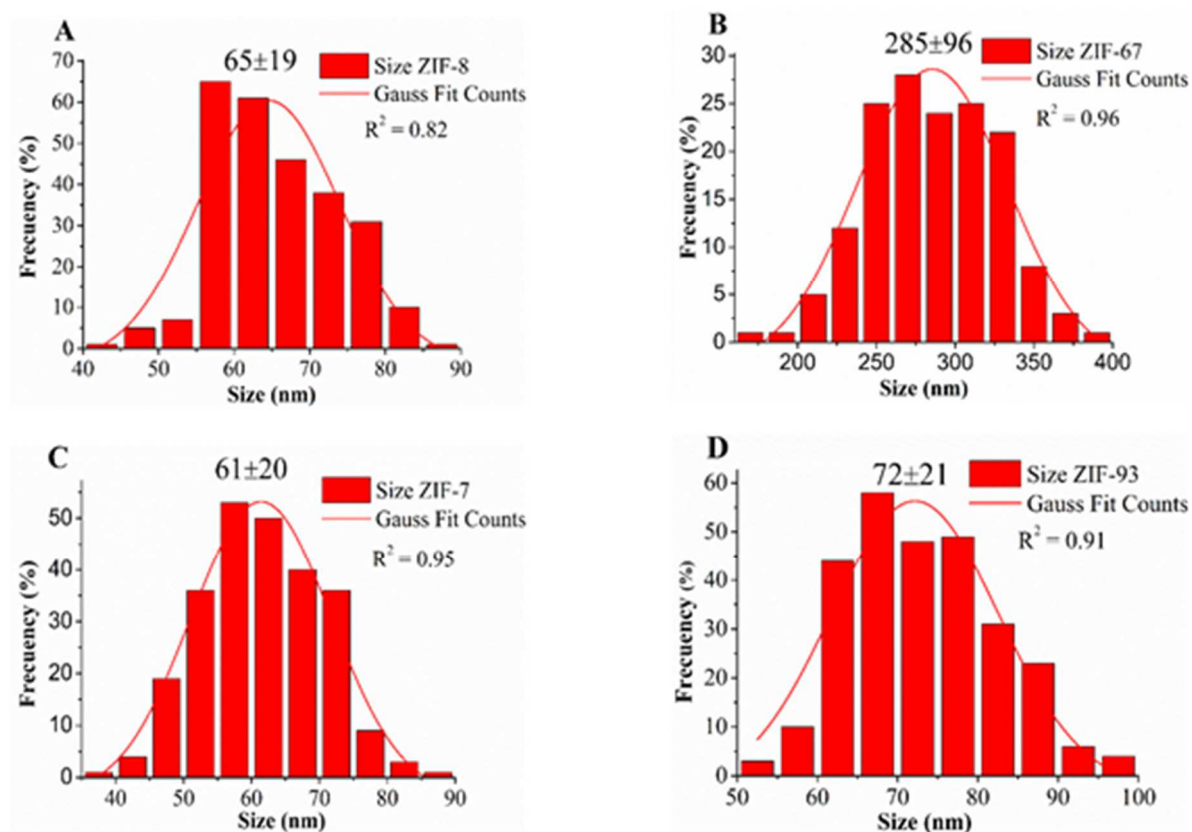 A
65±19
Size ZIF-8
Gauss Fit Counts
R² = 0.82
Frecuency (%)
70
60
50
40
30
20
10
0
40 50 60 70 80 90
Size (nm)
B
285±96
Size ZIF-67
Gauss Fit Counts
R² = 0.96
Frecuency (%)
30
25
20
15
10
5
0
200 250 300 350 400
Size (nm)
C
61±20
Size ZIF-7
Gauss Fit Counts
R² = 0.95
Frecuency (%)
50
40
30
20
10
0
40 50 60 70 80 90
Size (nm)
D
72±21
Size ZIF-93
Gauss Fit Counts
R² = 0.91
Frecuency (%)
60
50
40
30
20
10
0
50 60 70 80 90 100
Size (nm)